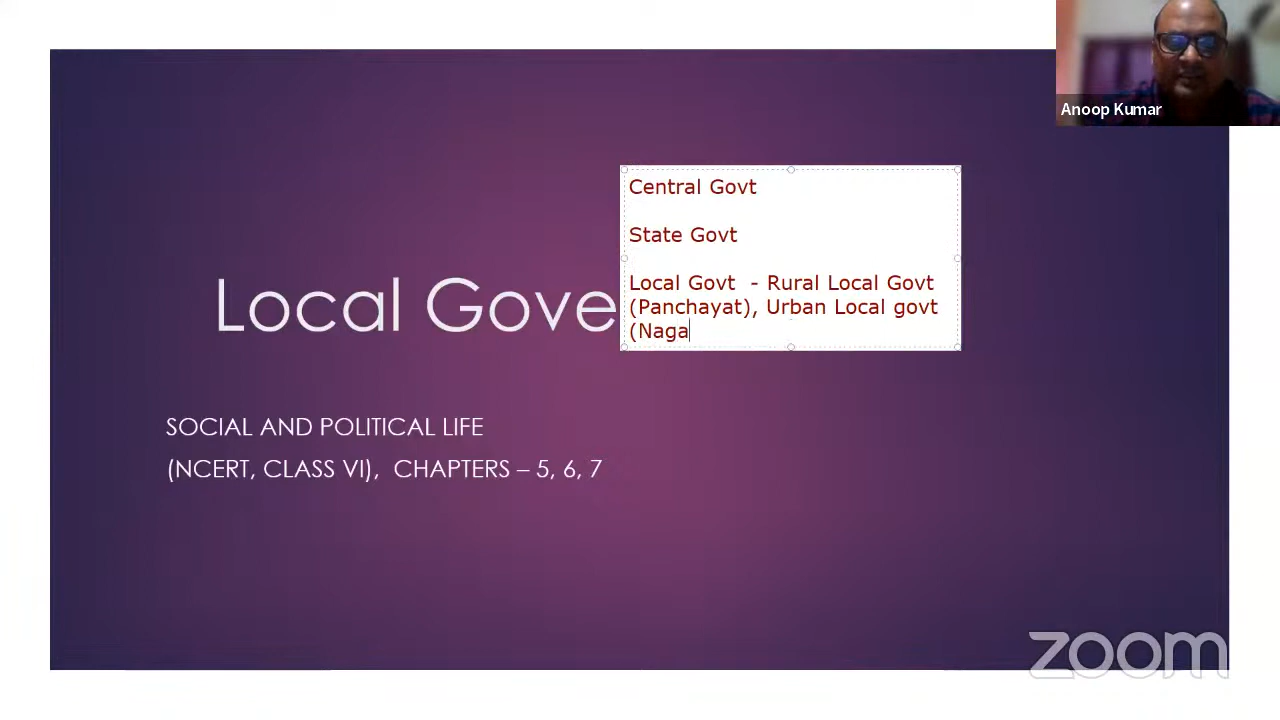 Anoop Kumar
Central Govt
State Govt
Local Govt - Rural Local Govt
(Panchayat), Urban Local govt
(Naga
Local Gove
SOCIAL AND POLITICAL LIFE
(NCERT, CLASS VI), CHAPTERS – 5, 6, 7
zoom